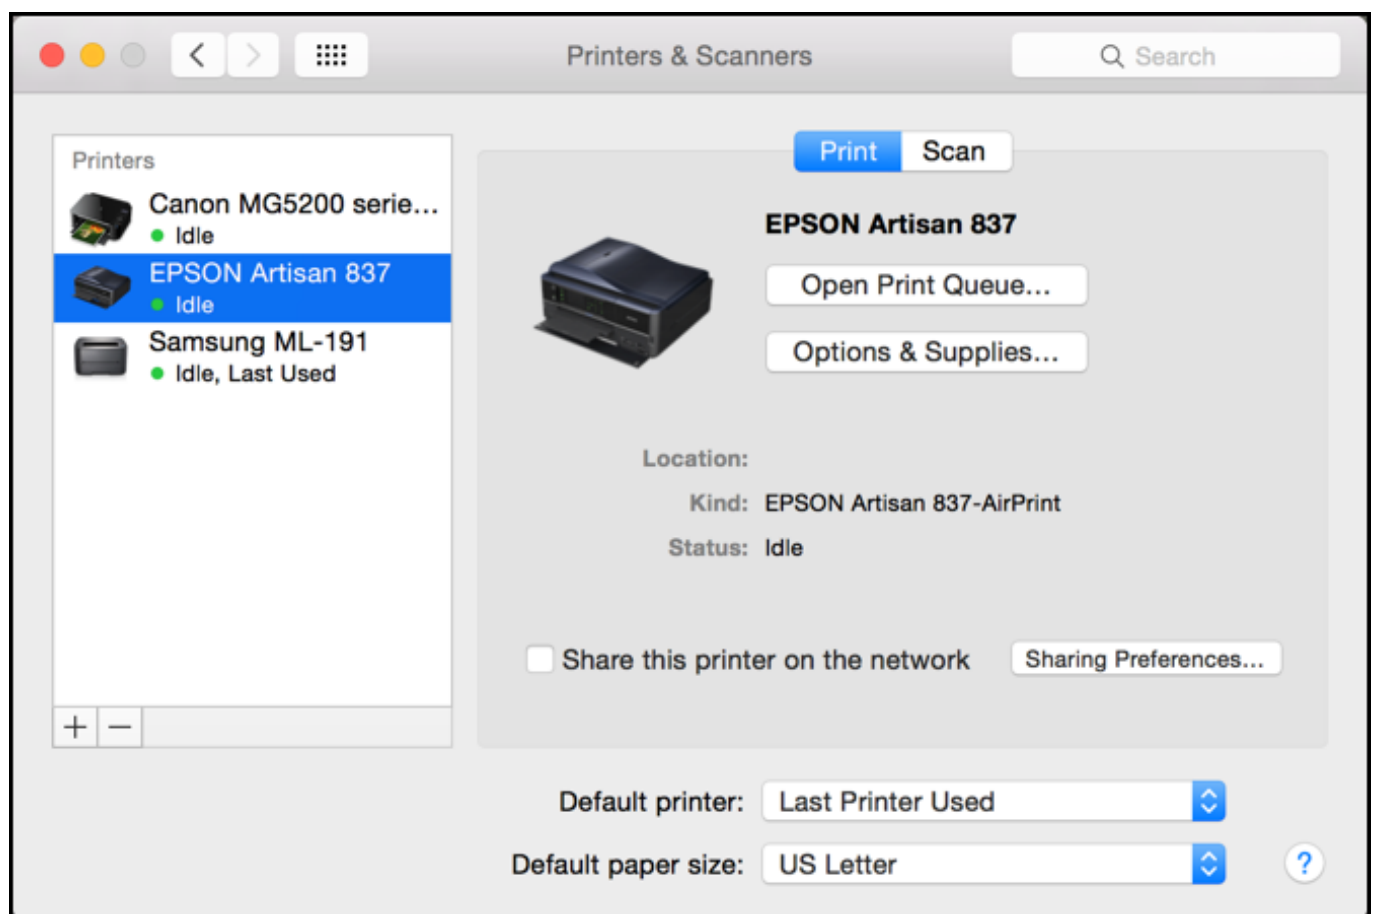 Printers & Scanners
Search
Printers
Canon MG5200 serie...
Idle
EPSON Artisan 837
Idle
Samsung ML-191
Idle, Last Used
Print Scan
EPSON Artisan 837
Open Print Queue...
Options & Supplies...
Location:
Kind: EPSON Artisan 837-AirPrint
Status: Idle
Share this printer on the network
Sharing Preferences...
Default printer: Last Printer Used
Default paper size: US Letter
?